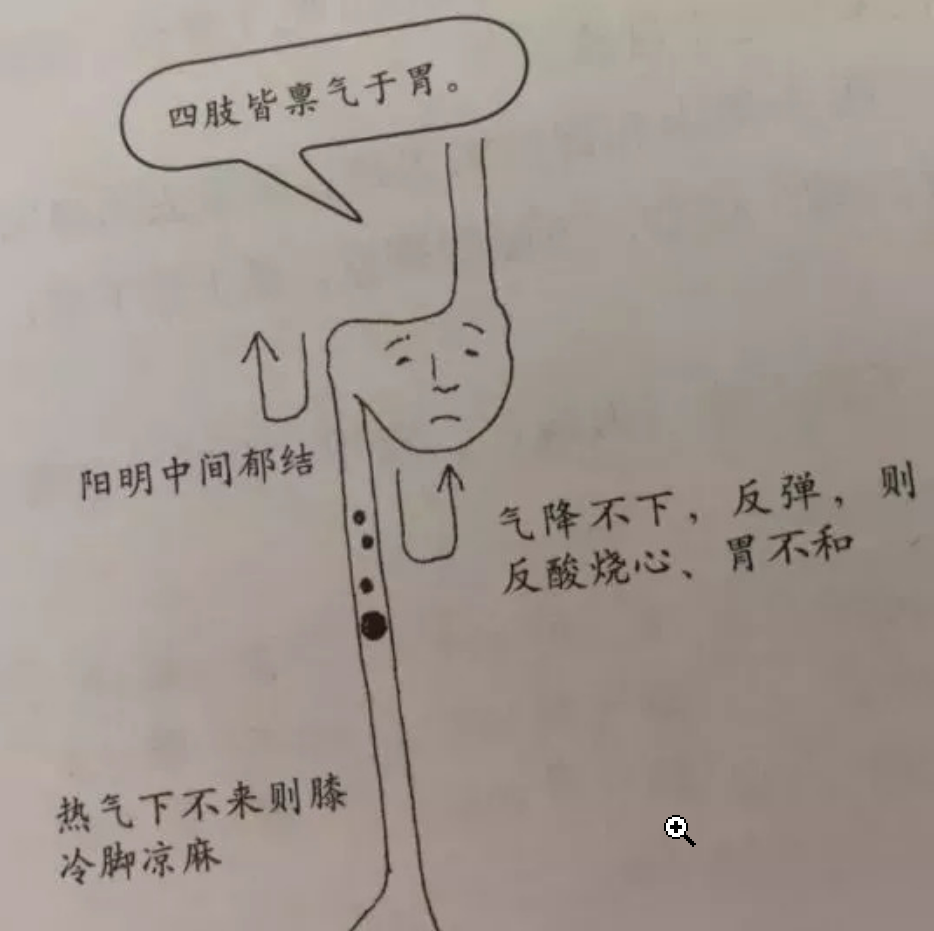 四肢皆禀气于胃。
阳明中间郁结
气降不下，反弹，则
反酸烧心、胃不和
热气下不来则膝
冷脚凉麻